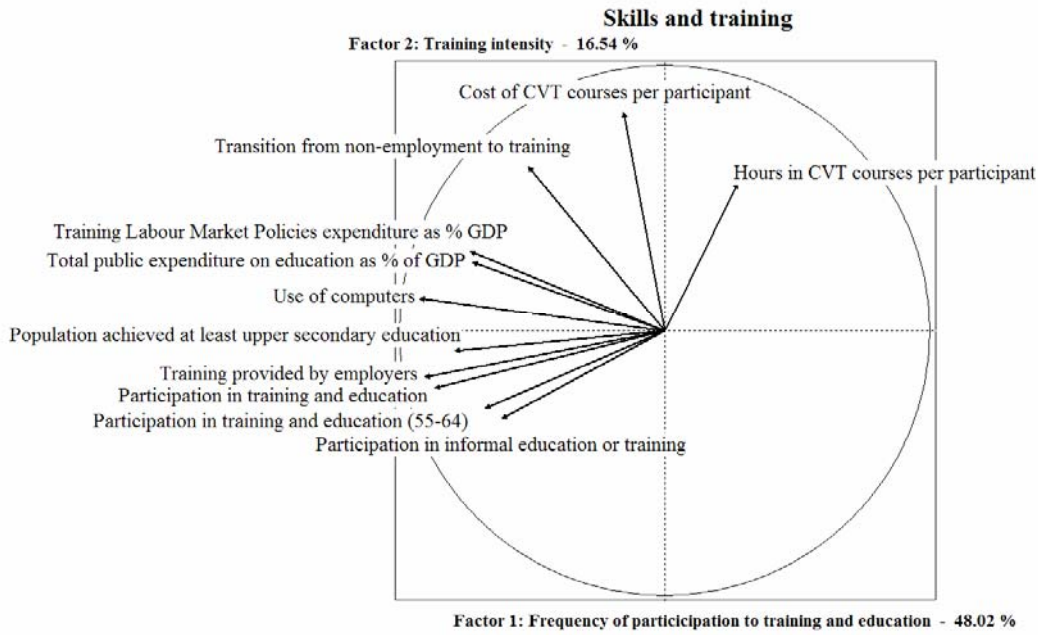 Skills and training
Factor 2: Training intensity - 16.54 %
Cost of CVT courses per participant
Transition from non-employment to training
Hours in CVT courses per participant
Training Labour Market Policies expenditure as % GDP
Total public expenditure on education as % of GDP
Use of computers
Population achieved at least upper secondary education
Training provided by employers
Participation in training and education
Participation in training and education (55-64)
Participation in informal education or training
Factor 1: Frequency of particicipation to training and education - 48.02 %